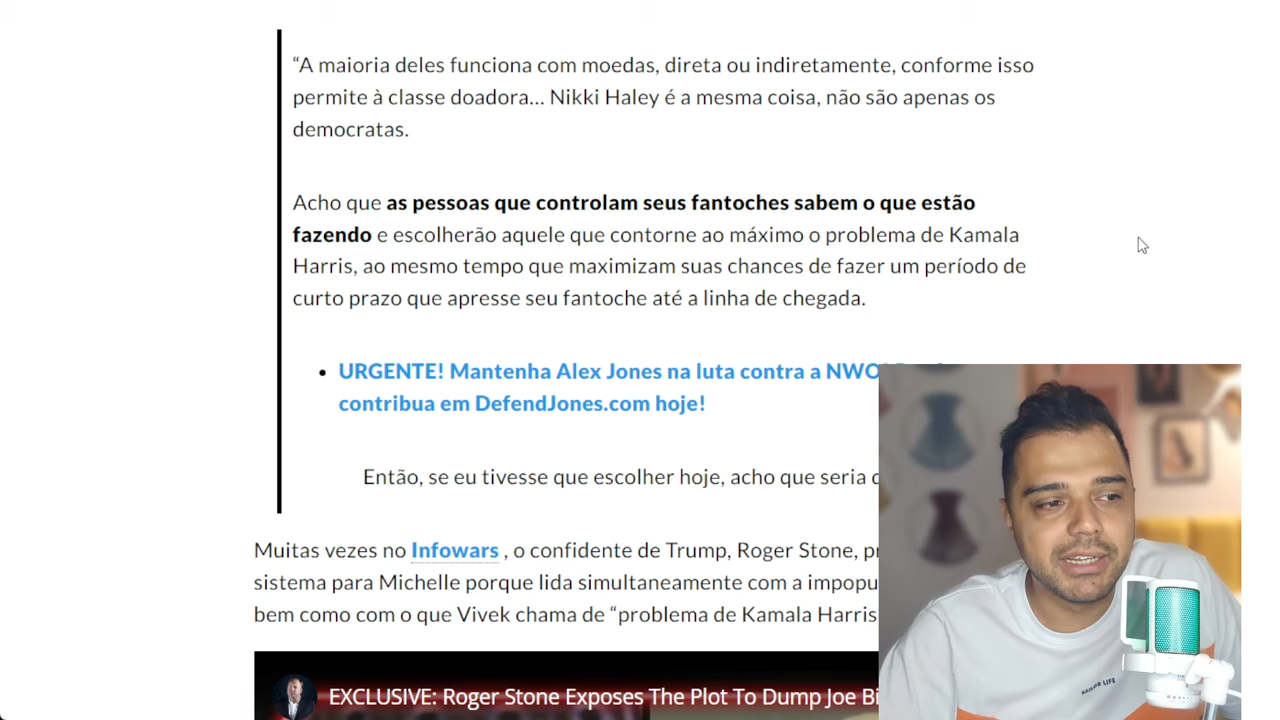 “A maioria deles funciona com moedas, direta ou indiretamente, conforme isso
permite à classe doadora... Nikki Haley é a mesma coisa, não são apenas os
democratas.
Acho que as pessoas que controlam seus fantoches sabem o que estão
fazendo e escolherão aquele que contorne ao máximo o problema de Kamala
Harris, ao mesmo tempo que maximizam suas chances de fazer um período de
curto prazo que apresse seu fantoche até a linha de chegada.
• URGENTE! Mantenha Alex Jones na luta contra a NWO!
contribua em DefendJones.com hoje!
Então, se eu tivesse que escolher hoje, acho que seria
Muitas vezes no Infowars , o confidente de Trump, Roger Stone,
sistema para Michelle porque lida simultaneamente com a
bem como com o que Vivek chama de “problema de Kamala Harris
EXCLUSIVE: Roger Stone Exposes The Plot To Dump Joe
SAILOR LIFE